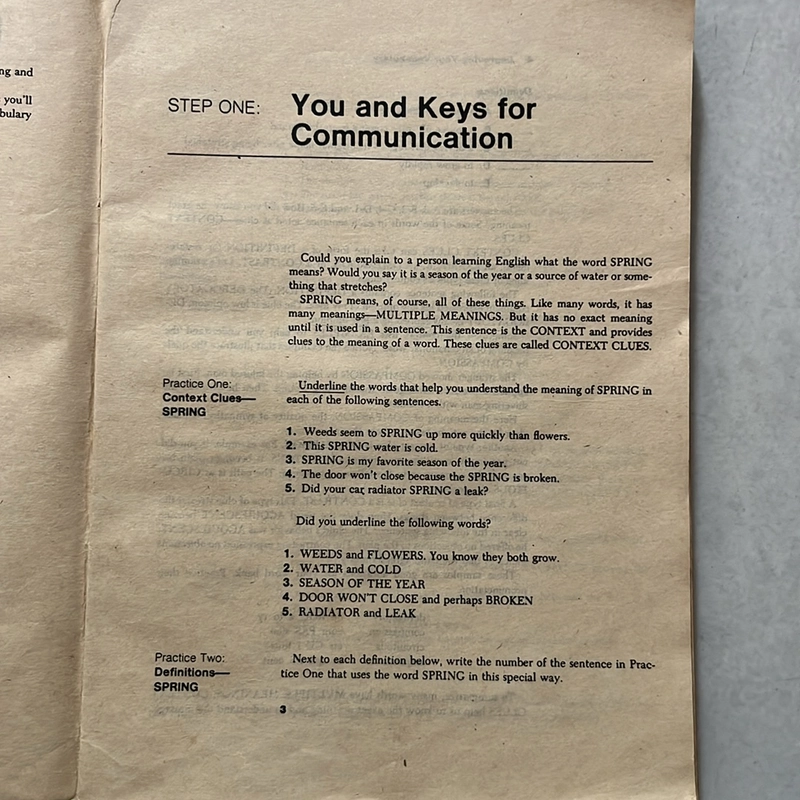 ng and
you'll
bulary
STEP ONE: You and Keys for
Communication
Could you explain to a person learning English what the word SPRING
means? Would you say it is a season of the year or a source of water or some-
thing that stretches?
SPRING means, of course, all of these things. Like many words, it has
many meanings—MULTIPLE MEANINGS. But it has no exact meaning
until it is used in a sentence. This sentence is the CONTEXT and provides
clues to the meaning of a word. These clues are called CONTEXT CLUES.
Practice One:
Context Clues—
SPRING
Underline the words that help you understand the meaning of SPRING in
each of the following sentences.
1. Weeds seem to SPRING up more quickly than flowers.
2. This SPRING water is cold.
3. SPRING is my favorite season of the year.
4. The door won't close because the SPRING is broken.
5. Did your car radiator SPRING a leak?
Did you underline the following words?
1. WEEDS and FLOWERS. You know they both grow.
2. WATER and COLD
3. SEASON OF THE YEAR
4. DOOR WON'T CLOSE and perhaps BROKEN
5. RADIATOR and LEAK
Practice Two:
Definitions—
SPRING
Next to each definition below, write the number of the sentence in Prac-
tice One that uses the word SPRING in this special way.
3